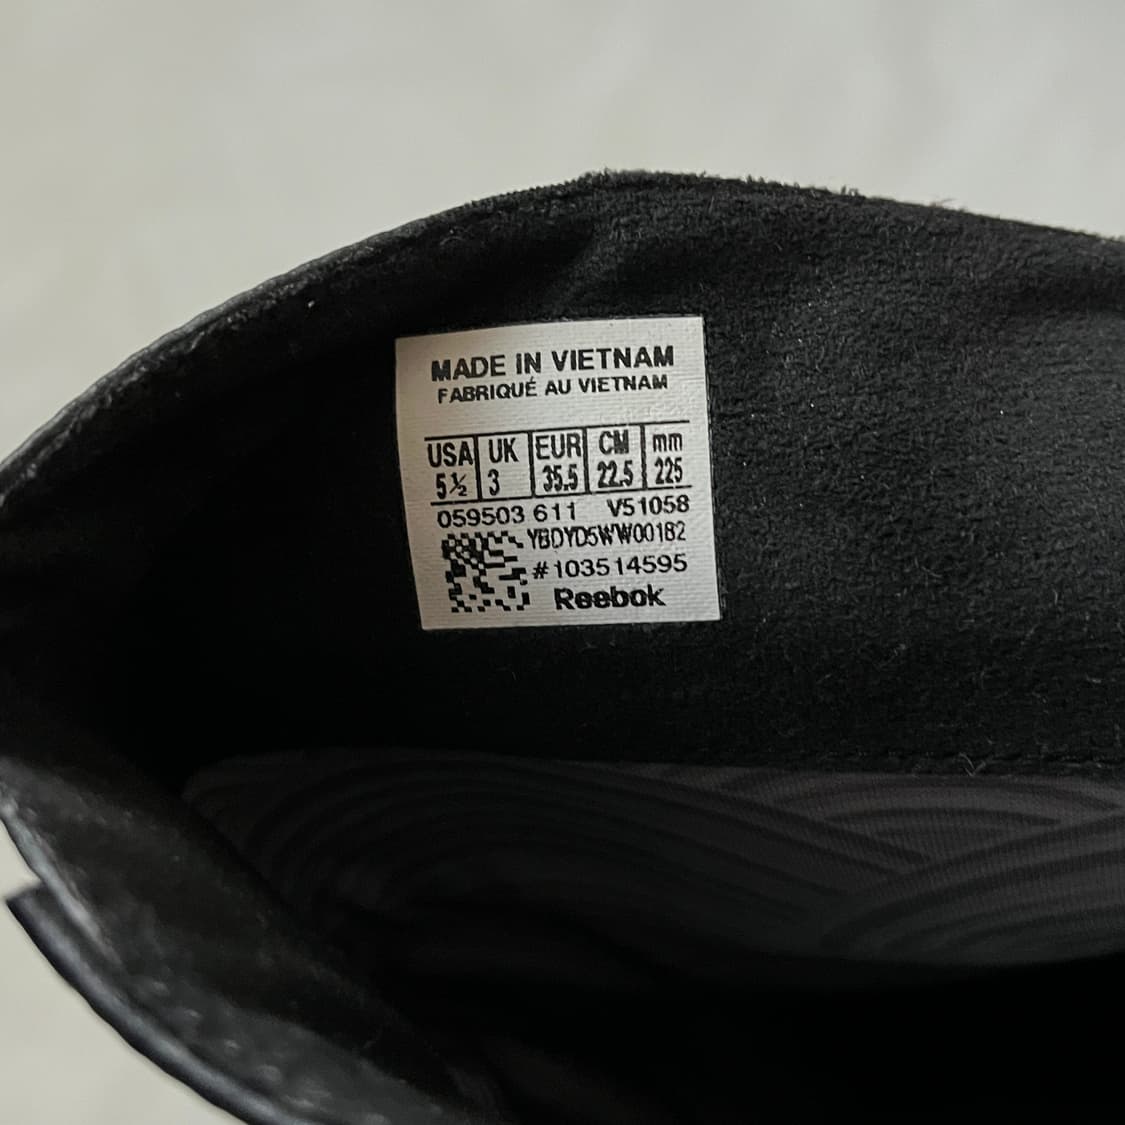 MADE IN VIETNAM
FABRIQUÉ AU VIETNAM
USA UK EUR CM mm
5½ 3 35.5 22.5 225
059503 611 V51058
YBDYD5WW00182
#103514595
Reebok